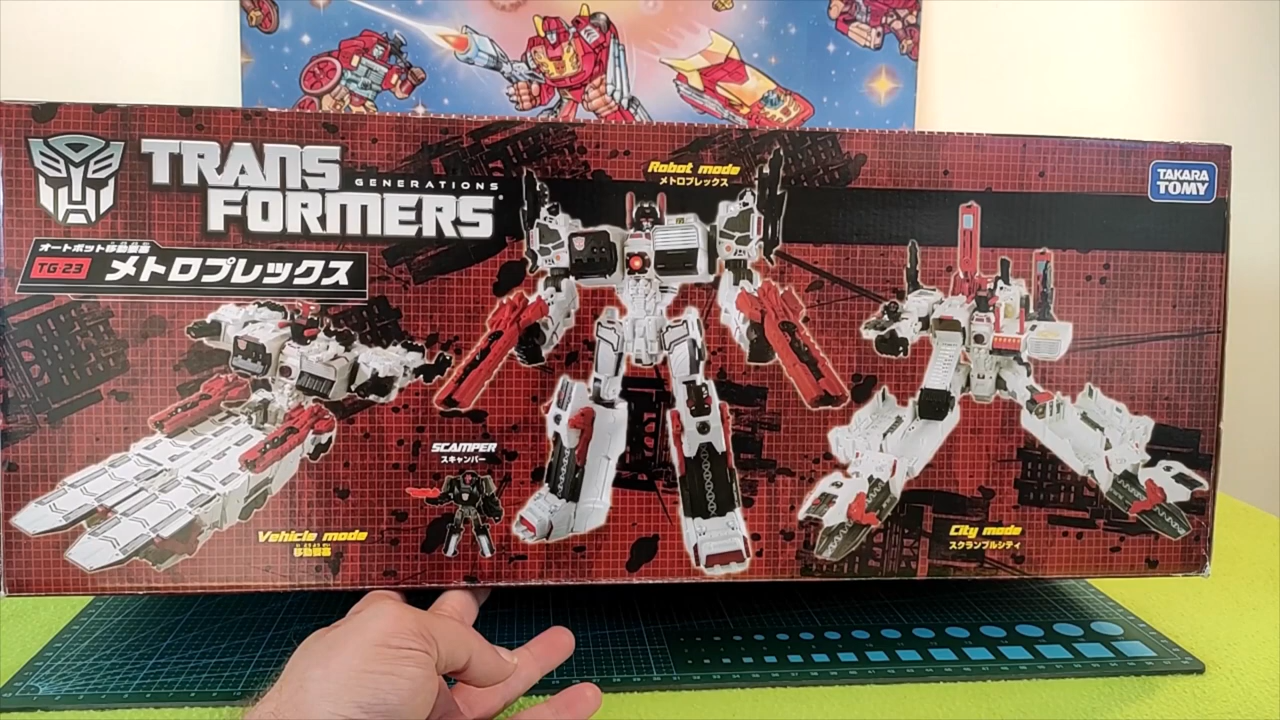 TRANS
GENERATIONS
FORMERS
オートボット移動要塞
TG-23 メトロプレックス
Robot mode
メトロプレックス
TAKARA
TOMY
SCAMPER
スキャンパー
Vehicle mode
移動要塞
City mode
スクランブルシティ